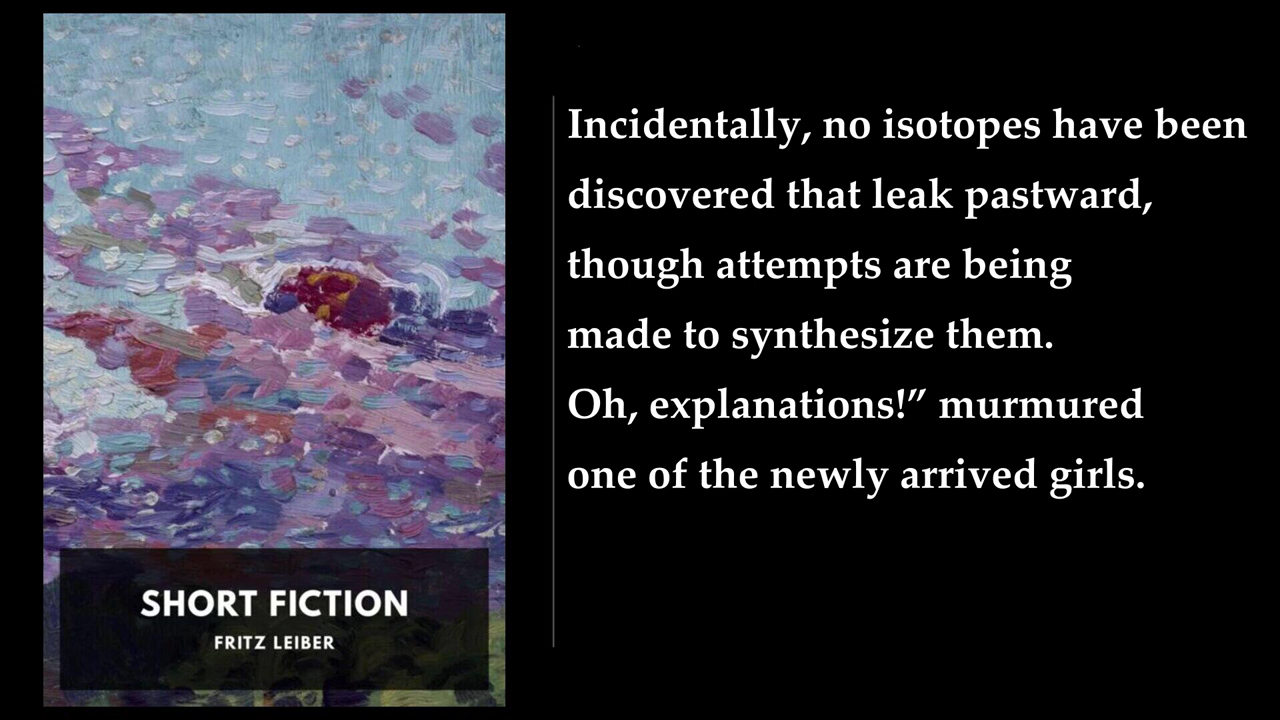 SHORT FICTION
FRITZ LEIBER
Incidentally, no isotopes have been
discovered that leak pastward,
though attempts are being
made to synthesize them.
Oh, explanations!” murmured
one of the newly arrived girls.